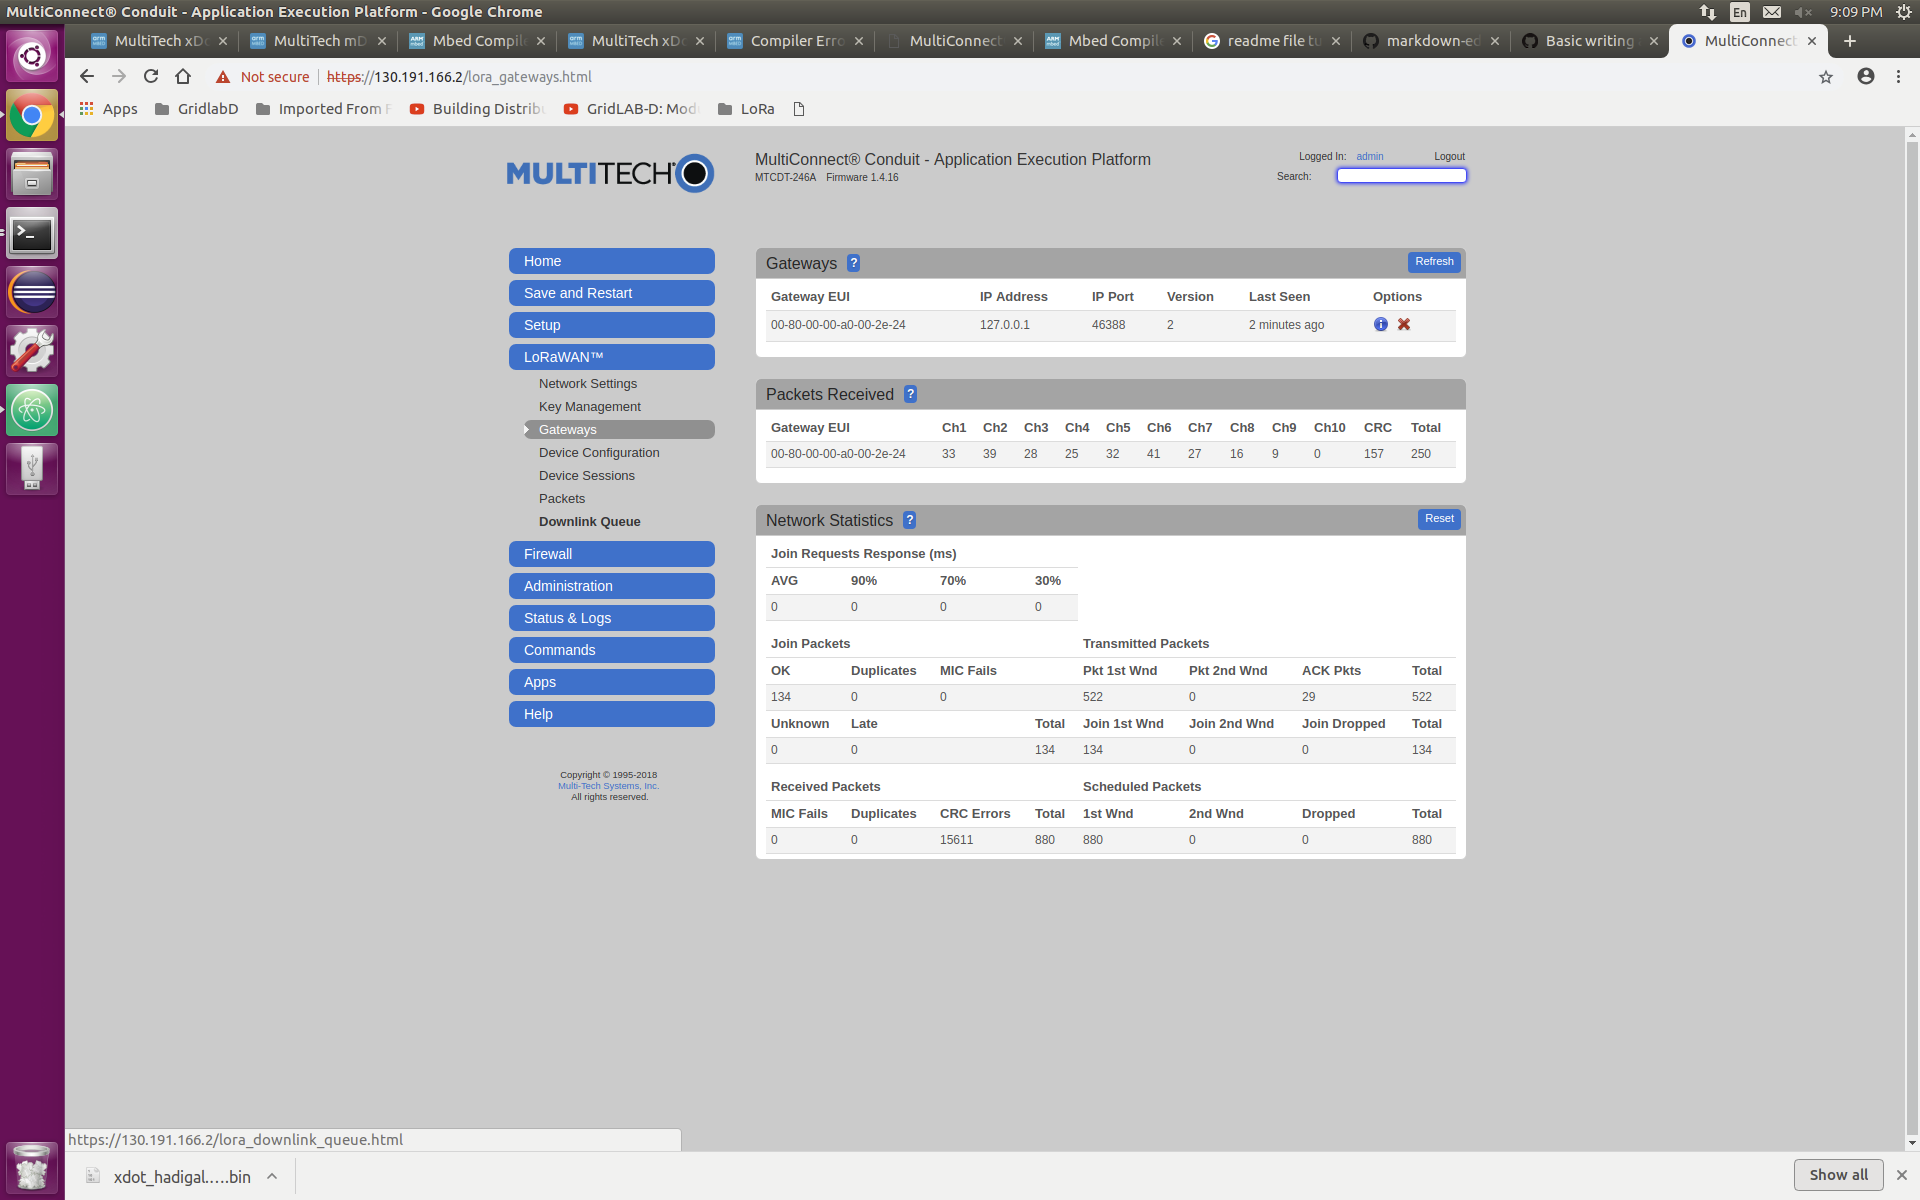 MultiConnect® Conduit - Application Execution Platform - Google Chrome
En 9:09 PM
MultiTech xDo MultiTech mD Mbed Compile MultiTech xDo Compiler Erro MultiConnect Mbed Compile readme file tu markdown-ed Basic writing MultiConnect
Not secure https://130.191.166.2/lora_gateways.html
Apps GridlabD Imported From F Building Distribu GridLAB-D: Mod LoRa
MULTITECH
MultiConnect® Conduit - Application Execution Platform
MTCDT-246A Firmware 1.4.16
Logged In: admin Logout
Search:
Home
Save and Restart
Setup
LoRaWAN™
Network Settings
Key Management
Gateways
Device Configuration
Device Sessions
Packets
Downlink Queue
Firewall
Administration
Status & Logs
Commands
Apps
Help
Copyright © 1995-2018
Multi-Tech Systems, Inc.
All rights reserved.
Gateways ? Refresh
Gateway EUI IP Address IP Port Version Last Seen Options
00-80-00-00-a0-00-2e-24 127.0.0.1 46388 2 2 minutes ago
Packets Received ?
Gateway EUI Ch1 Ch2 Ch3 Ch4 Ch5 Ch6 Ch7 Ch8 Ch9 Ch10 CRC Total
00-80-00-00-a0-00-2e-24 33 39 28 25 32 41 27 16 9 0 157 250
Network Statistics ? Reset
Join Requests Response (ms)
AVG 90% 70% 30%
0 0 0 0
Join Packets Transmitted Packets
OK Duplicates MIC Fails Pkt 1st Wnd Pkt 2nd Wnd ACK Pkts Total
134 0 0 522 0 29 522
Unknown Late Total Join 1st Wnd Join 2nd Wnd Join Dropped Total
0 0 134 134 0 0 134
Received Packets Scheduled Packets
MIC Fails Duplicates CRC Errors Total 1st Wnd 2nd Wnd Dropped Total
0 0 15611 880 880 0 0 880
https://130.191.166.2/lora_downlink_queue.html
xdot_hadigal.....bin Show all